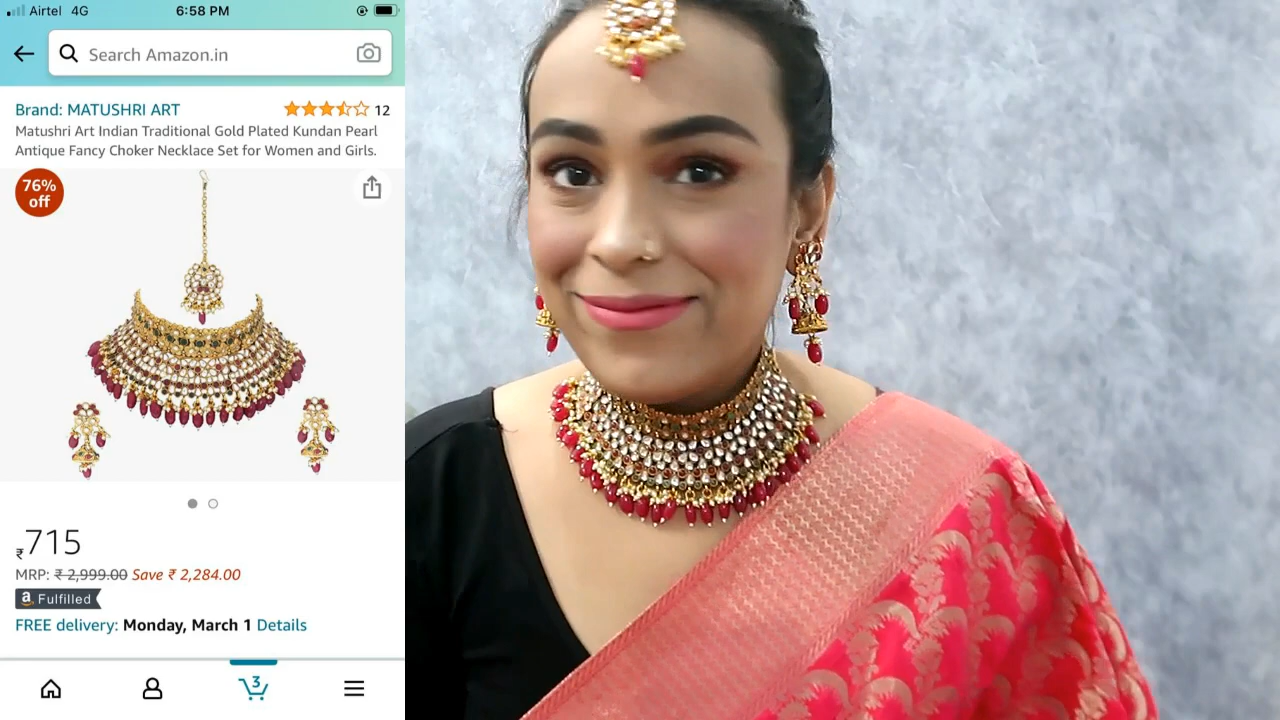 Airtel 4G 6:58 PM
Search Amazon.in
Brand: MATUSHRI ART 12
Matushri Art Indian Traditional Gold Plated Kundan Pearl
Antique Fancy Choker Necklace Set for Women and Girls.
76%
off
₹715
MRP: ₹ 2,999.00 Save ₹ 2,284.00
a Fulfilled
FREE delivery: Monday, March 1 Details
3